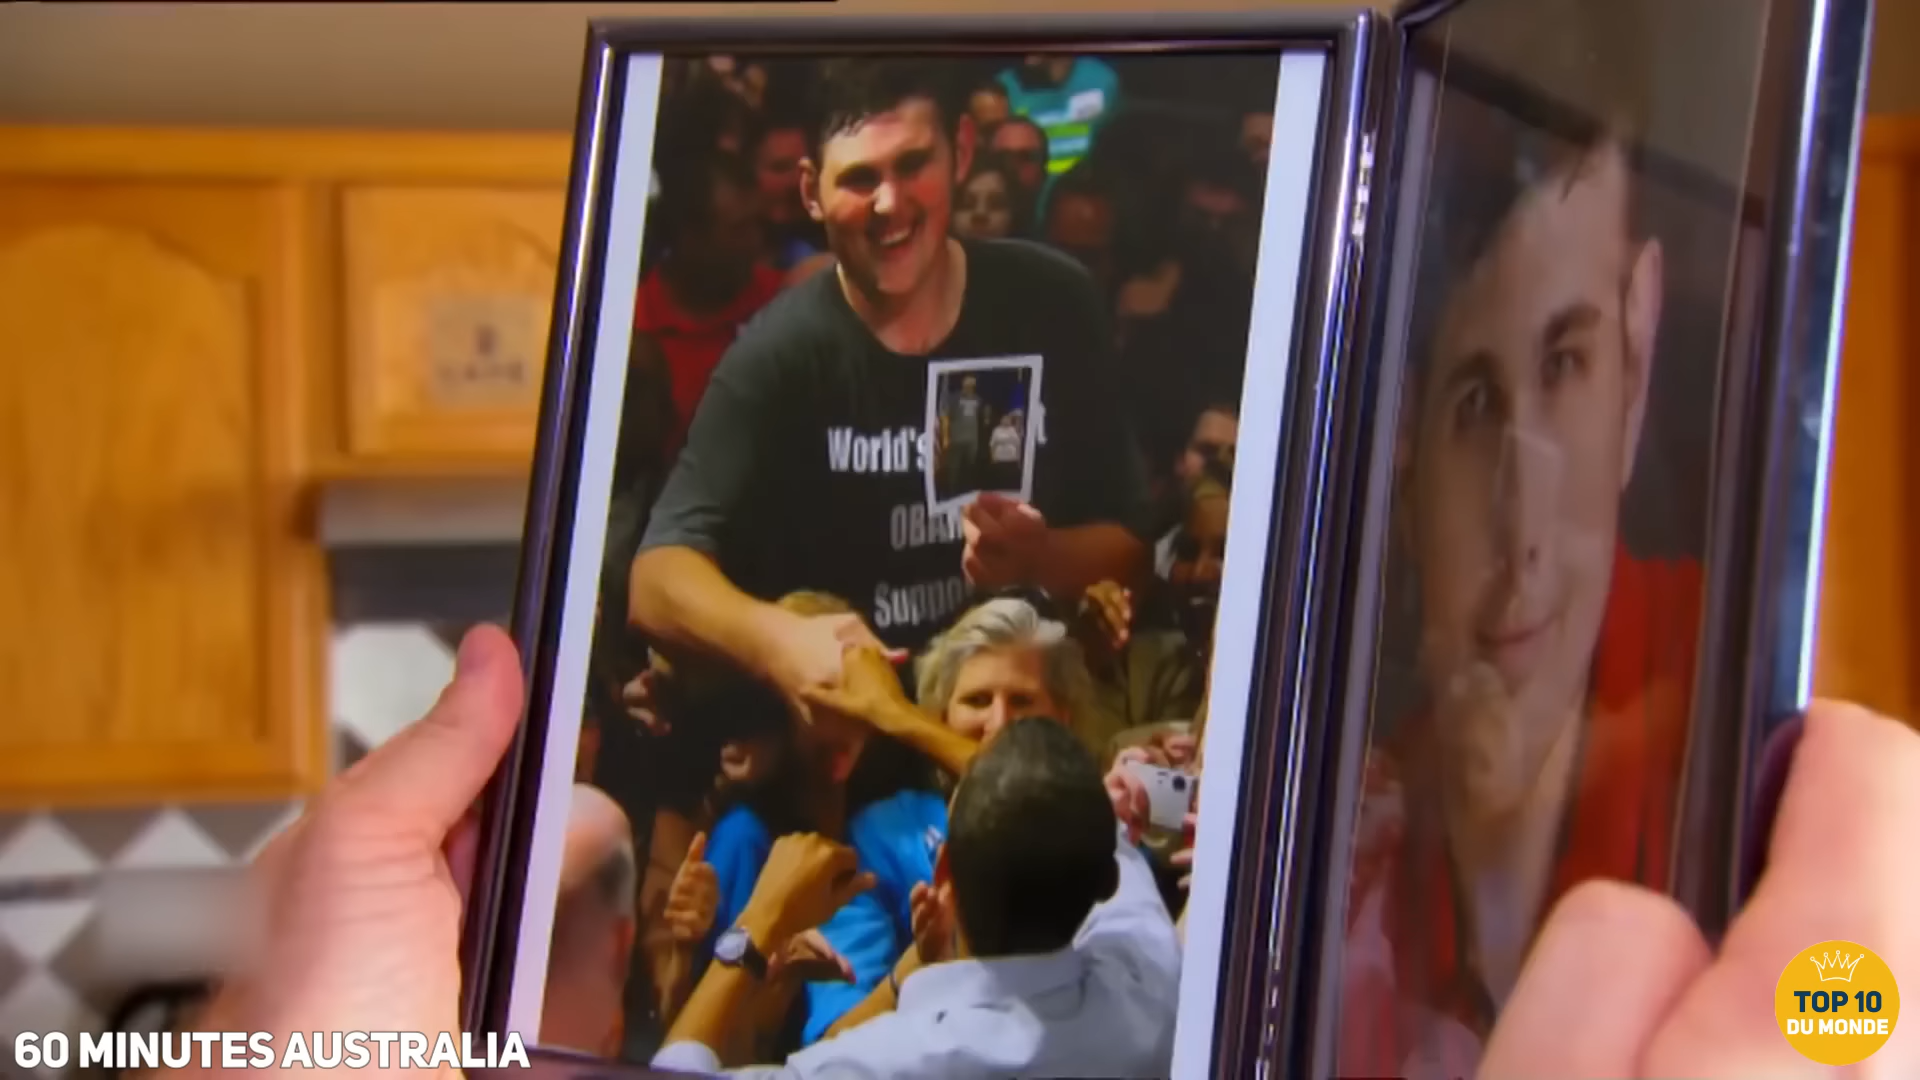 World's
OBAM
Suppo
60 MINUTES AUSTRALIA
TOP 10
DU MONDE